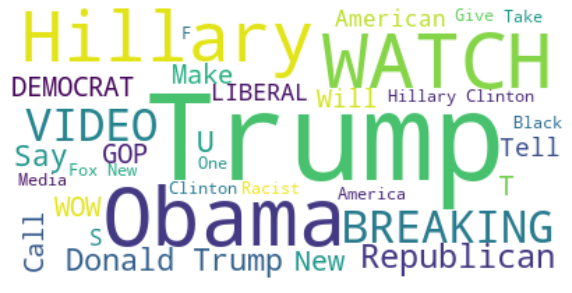 Hillary
F
American
Give
Take
WATCH
DEMOCRAT
Make
LIBERAL
Will
Hillary Clinton
VIDEO
Trump
Black
Say
GOP
U
Tell
Fox New
One
Media
Clinton
Racist
America
T
WOW
Obama
BREAKING
S
Call
Donald Trump
New
Republican